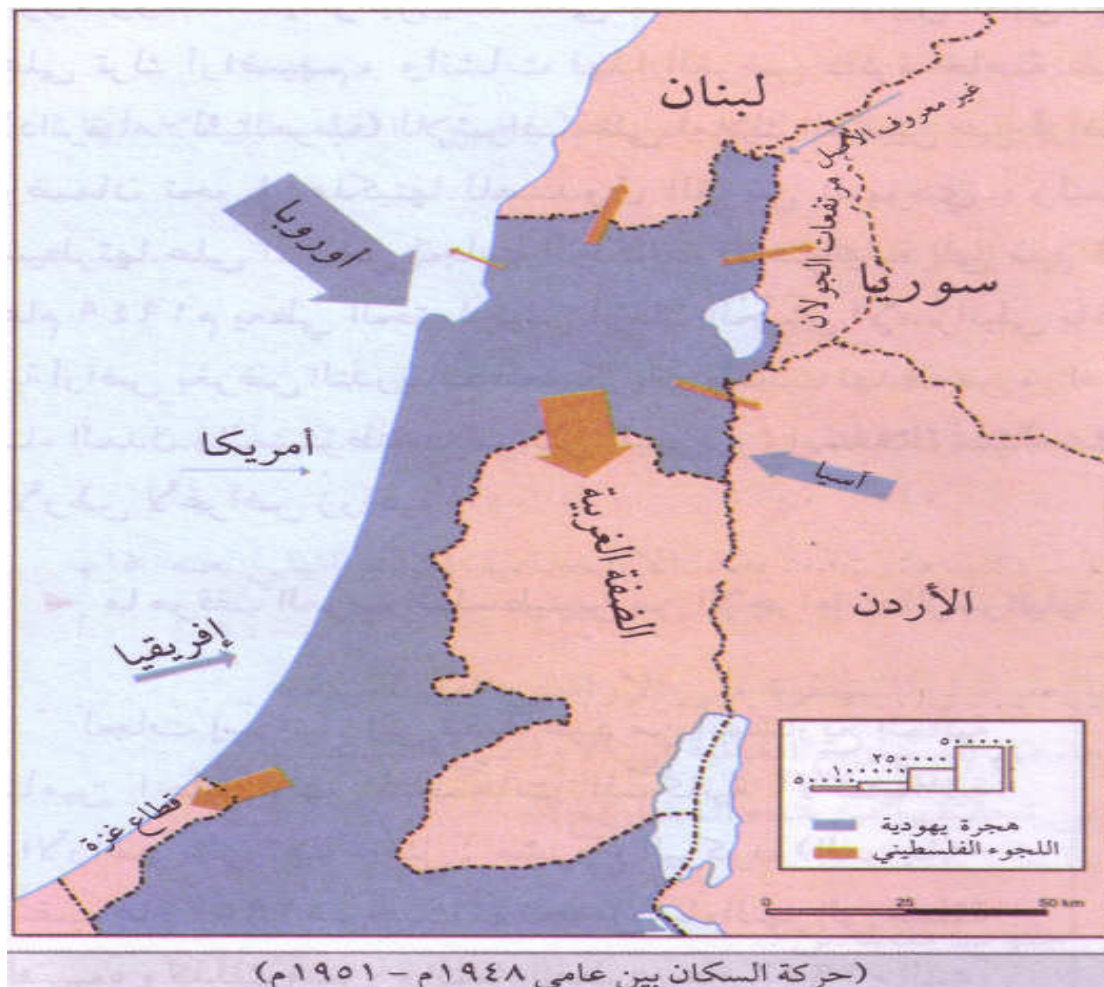 لبنان
غير معروف الأصل
مرتفعات الجولان
سوريا
اوروبا
أمريكا
آسيا
الضفة الغربية
الأردن
إفريقيا
قطاع غزة
٥٠٠٠٠٠
٢٥٠٠٠٠
١٠٠٠٠٠
٥٠٠٠٠
هجرة يهودية
اللجوء الفلسطيني
0 25 50 km
(حركة السكان بين عامي ١٩٤٨م – ١٩٥١م)